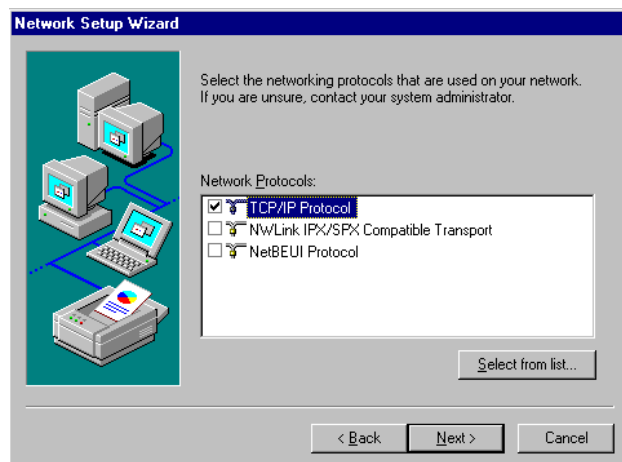 Network Setup Wizard
Select the networking protocols that are used on your network.
If you are unsure, contact your system administrator.
Network Protocols:
TCP/IP Protocol
NWLink IPX/SPX Compatible Transport
NetBEUI Protocol
Select from list...
< Back
Next >
Cancel